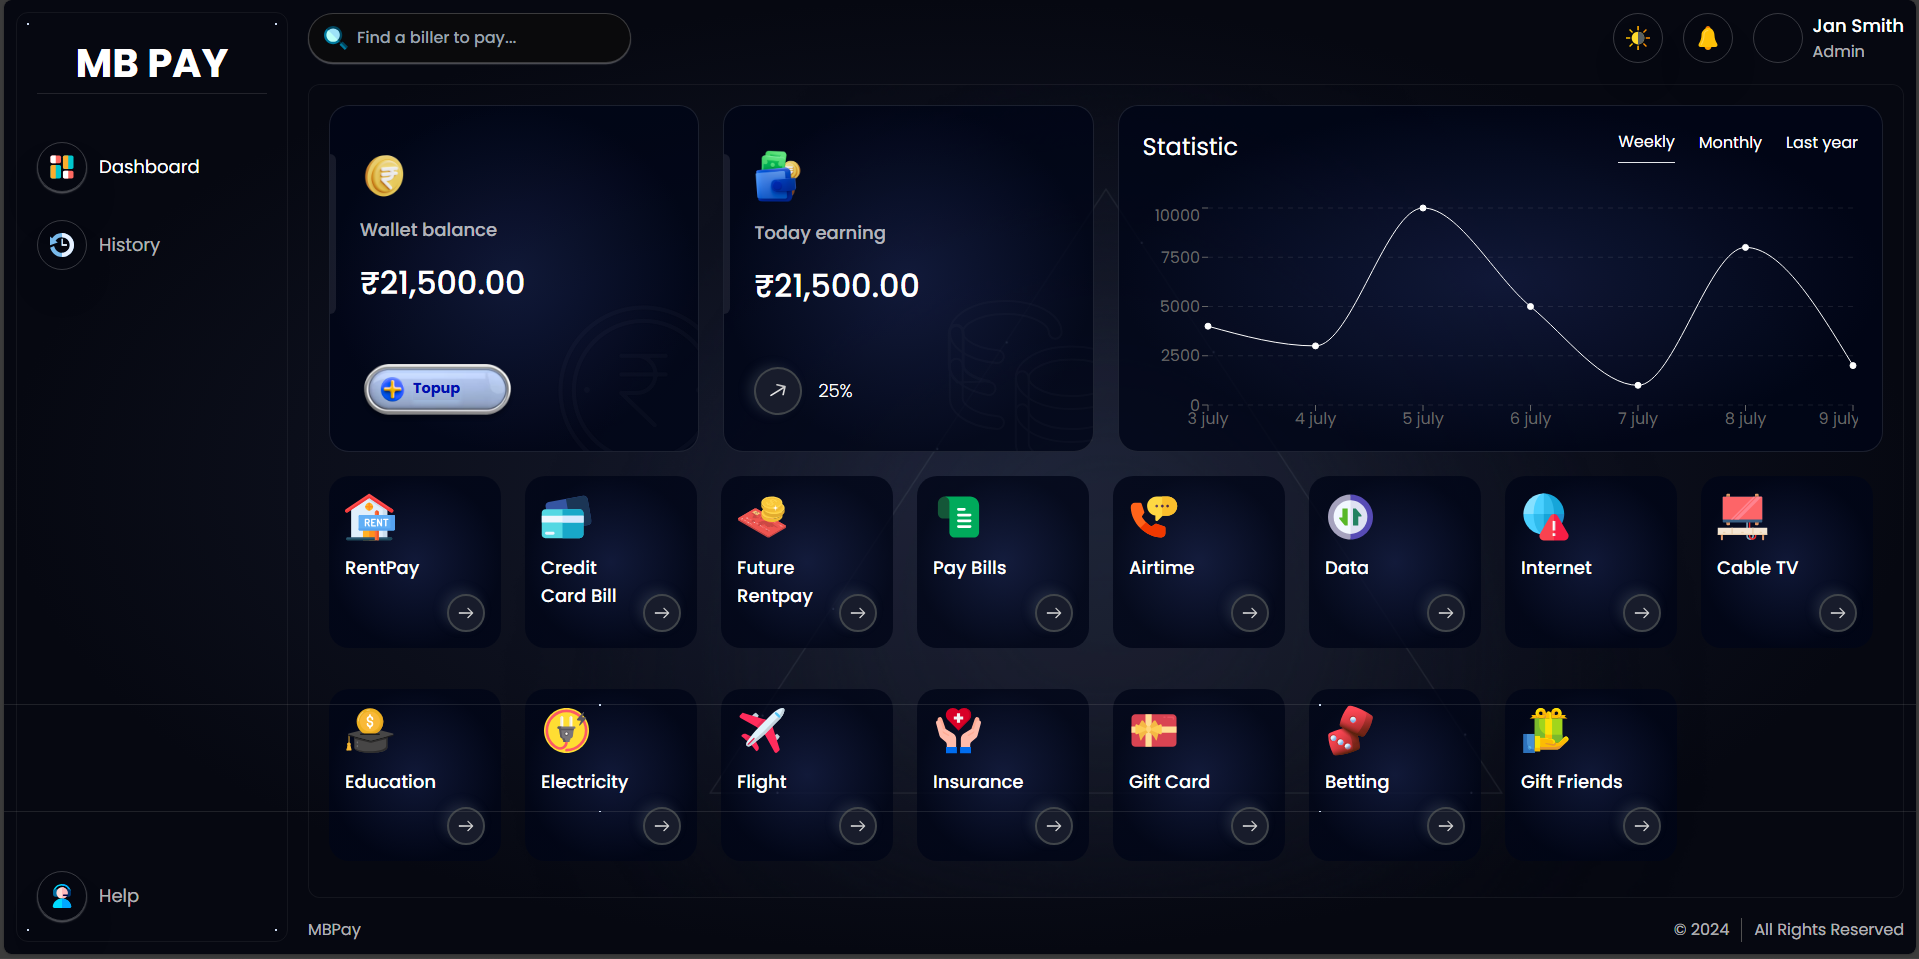 MB PAY
Dashboard
History
Help
Find a biller to pay...
Jan Smith
Admin
Wallet balance
₹21,500.00
Topup
Today earning
₹21,500.00
25%
Statistic
Weekly Monthly Last year
10000
7500
5000
2500
0
3 july 4 july 5 july 6 july 7 july 8 july 9 july
RENT
RentPay
Credit
Card Bill
Future
Rentpay
Pay Bills
Airtime
Data
Internet
Cable TV
Education
Electricity
Flight
Insurance
Gift Card
Betting
Gift Friends
MBPay
© 2024 All Rights Reserved